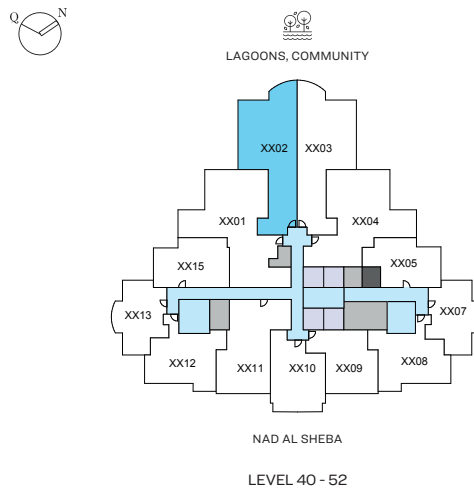 Q N
LAGOONS, COMMUNITY
XX02 XX03
XX01 XX04
XX15 XX05
XX13 XX07
XX12 XX11 XX10 XX09 XX08
NAD AL SHEBA
LEVEL 40 - 52